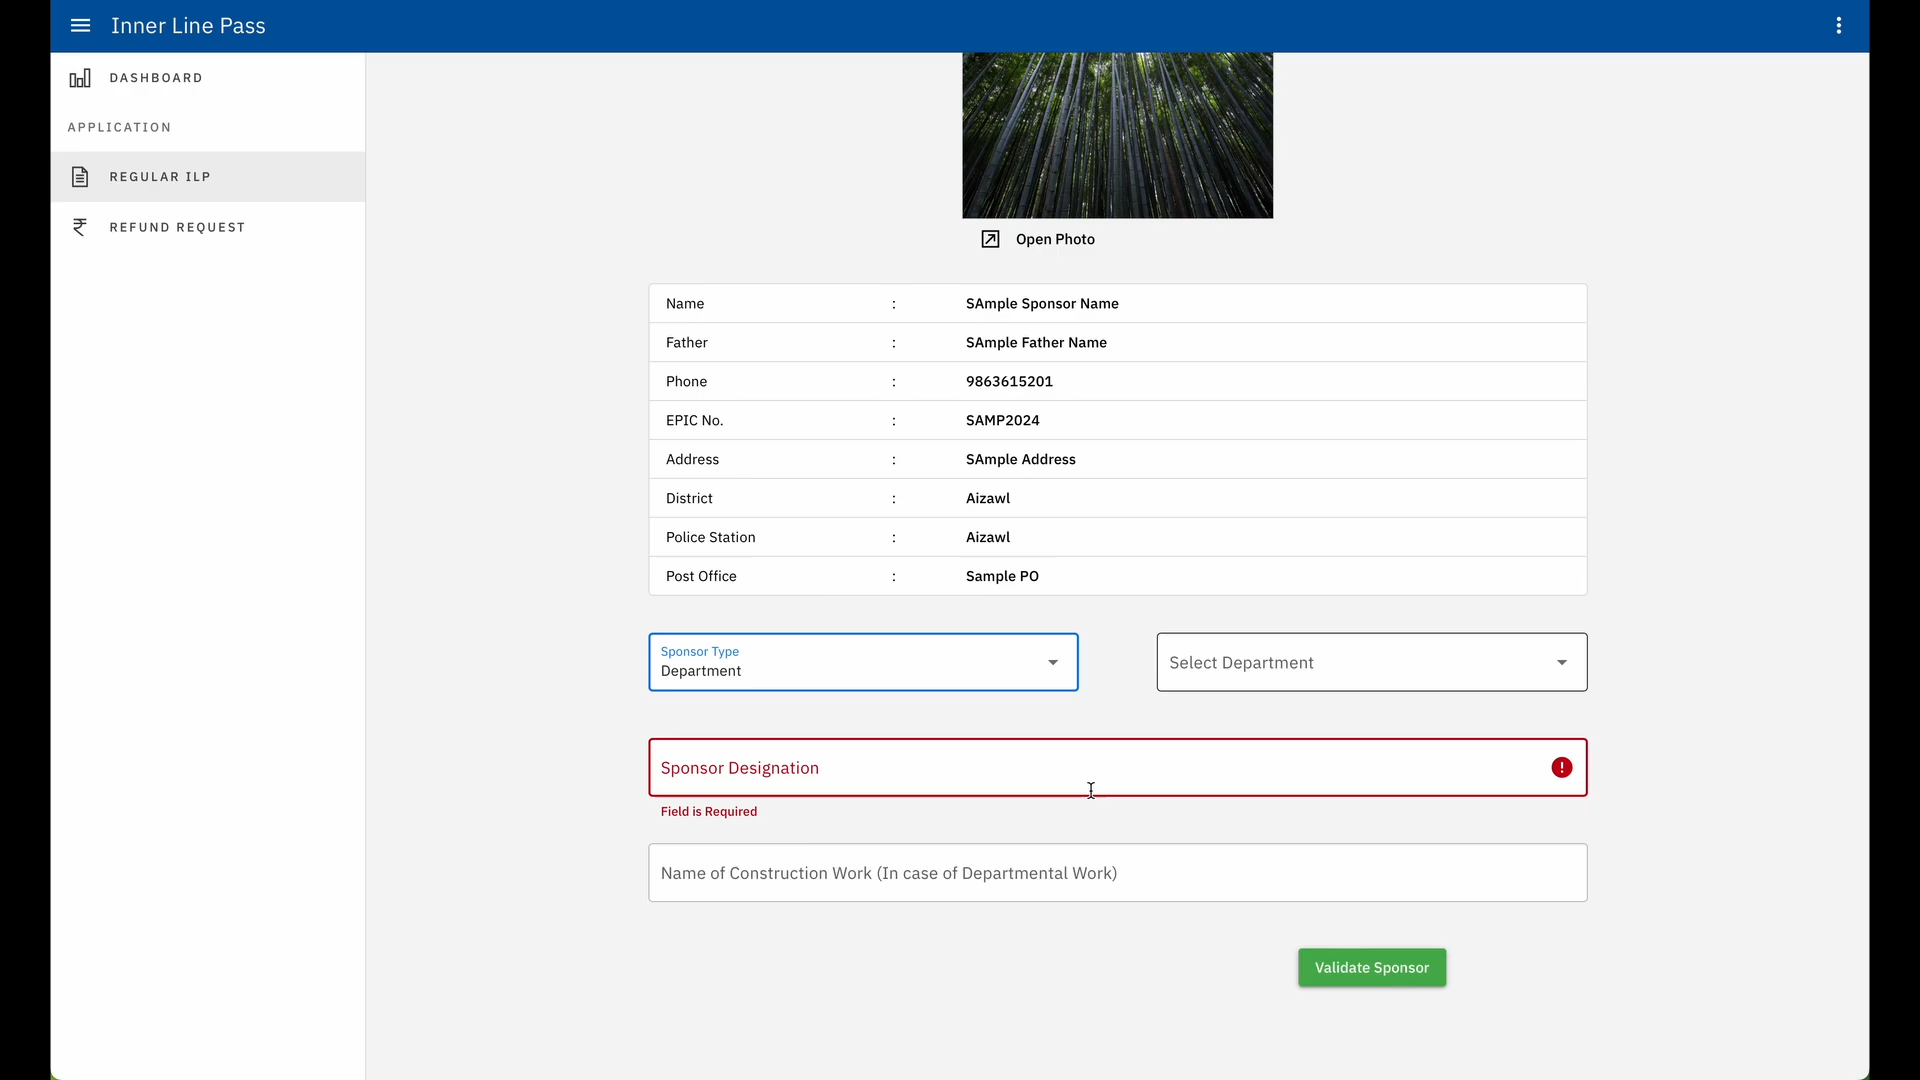 Inner Line Pass
DASHBOARD
APPLICATION
REGULAR ILP
REFUND REQUEST
Open Photo
Name : SAmple Sponsor Name
Father : SAmple Father Name
Phone : 9863615201
EPIC No. : SAMP2024
Address : SAmple Address
District : Aizawl
Police Station : Aizawl
Post Office : Sample PO
Sponsor Type
Department
Select Department
Sponsor Designation
Field is Required
Name of Construction Work (In case of Departmental Work)
Validate Sponsor